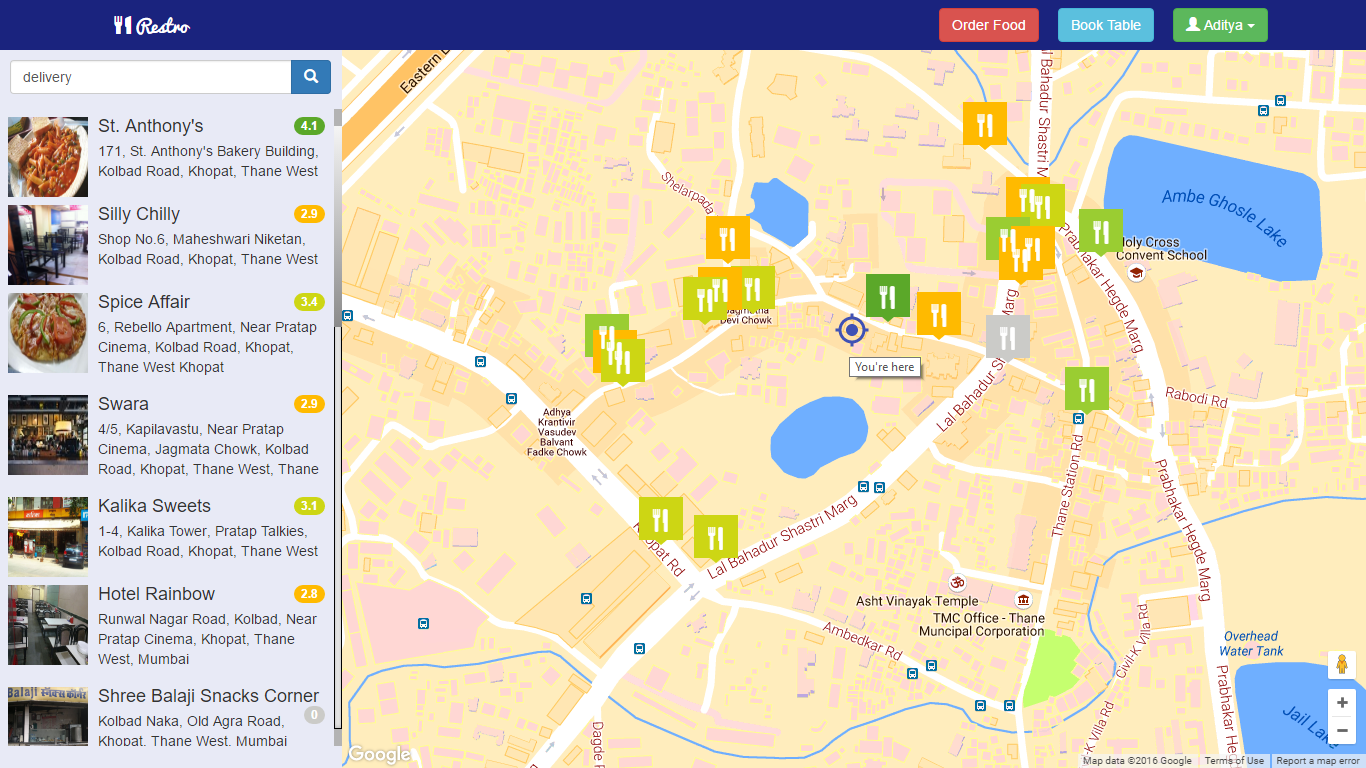 Restro
Order Food
Book Table
Aditya
delivery
St. Anthony's
4.1
171, St. Anthony's Bakery Building,
Kolbad Road, Khopat, Thane West
Silly Chilly
2.9
Shop No.6, Maheshwari Niketan,
Kolbad Road, Khopat, Thane West
Spice Affair
3.4
6, Rebello Apartment, Near Pratap
Cinema, Kolbad Road, Khopat,
Thane West Khopat
Swara
2.9
4/5, Kapilavastu, Near Pratap
Cinema, Jagmata Chowk, Kolbad
Road, Khopat, Thane West, Thane
Kalika Sweets
3.1
1-4, Kalika Tower, Pratap Talkies,
Kolbad Road, Khopat, Thane West
Hotel Rainbow
2.8
Runwal Nagar Road, Kolbad, Near
Pratap Cinema, Khopat, Thane
West, Mumbai
Shree Balaji Snacks Corner
0
Kolbad Naka, Old Agra Road,
Khopat, Thane West, Mumbai
Eastern
Bahadur Shastri
Ambe Ghosle Lake
Shelarpada
Holy Cross
Convent School
Prabhakar Hegde Marg
Marg
Devi Chowk
You're here
Lal Bahadur
Rabodi Rd
Adhya
Krantivir
Vasudev
Balvant
Fadke Chowk
Thane Station Rd
Prabhakar Hegde Marg
Khopat Rd
Lal Bahadur Shastri Marg
Asht Vinayak Temple
TMC Office - Thane
Muncipal Corporation
Ambedkar Rd
Civil-K Villa Rd
Overhead
Water Tank
Prabhakar
Jail Lake
Villa Rd
Dagde
Google
Map data ©2016 Google
Terms of Use
Report a map error